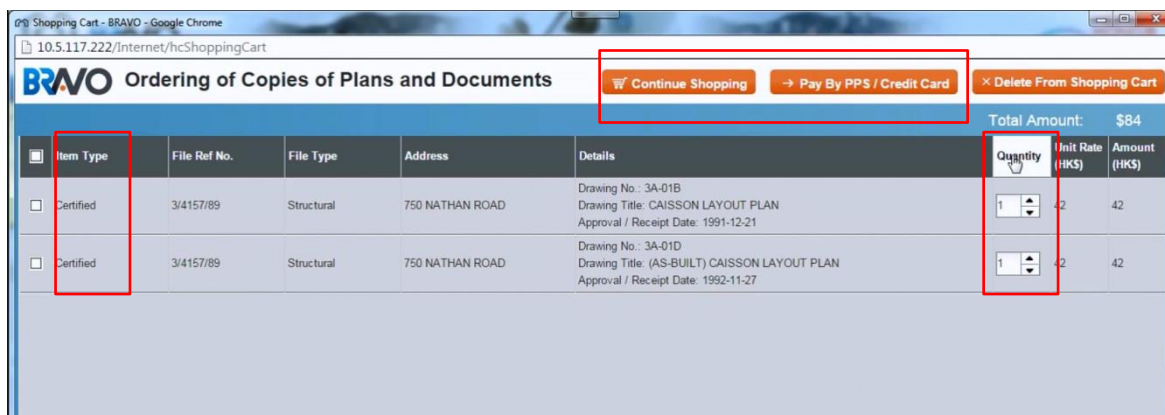 Shopping Cart - BRAVO - Google Chrome
10.5.117.222/Internet/hcShoppingCart
BRAVO Ordering of Copies of Plans and Documents Continue Shopping → Pay By PPS / Credit Card × Delete From Shopping Cart
Total Amount: $84
Item Type File Ref No. File Type Address Details Quantity Unit Rate (HK$) Amount (HK$)
Drawing No.: 3A-01B
Certified 3/4157/89 Structural 750 NATHAN ROAD Drawing Title: CAISSON LAYOUT PLAN 1 42 42
Approval / Receipt Date: 1991-12-21
Drawing No.: 3A-01D
Certified 3/4157/89 Structural 750 NATHAN ROAD Drawing Title: (AS-BUILT) CAISSON LAYOUT PLAN 1 42 42
Approval / Receipt Date: 1992-11-27